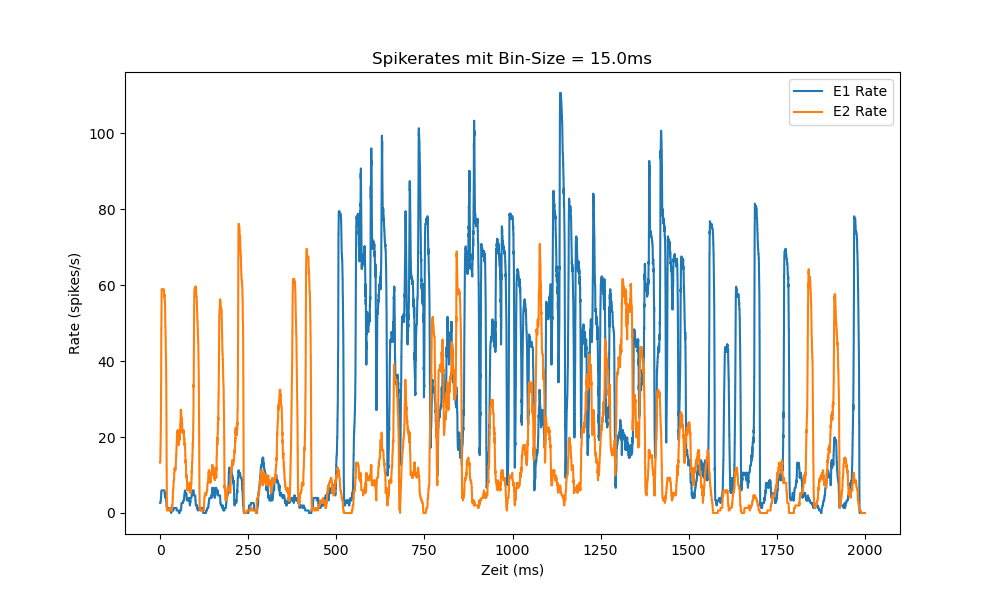 Spikerates mit Bin-Size = 15.0ms
E1 Rate
E2 Rate
100
80
60
40
20
0
Rate (spikes/s)
0 250 500 750 1000 1250 1500 1750 2000
Zeit (ms)